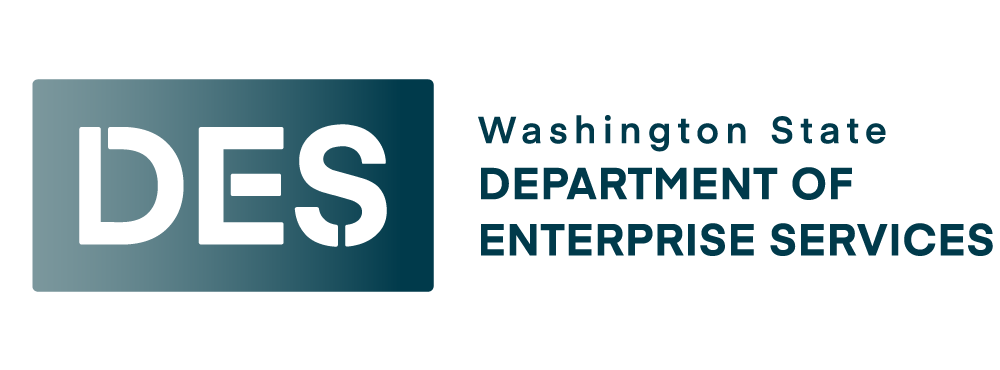 DES
Washington State
DEPARTMENT OF
ENTERPRISE SERVICES